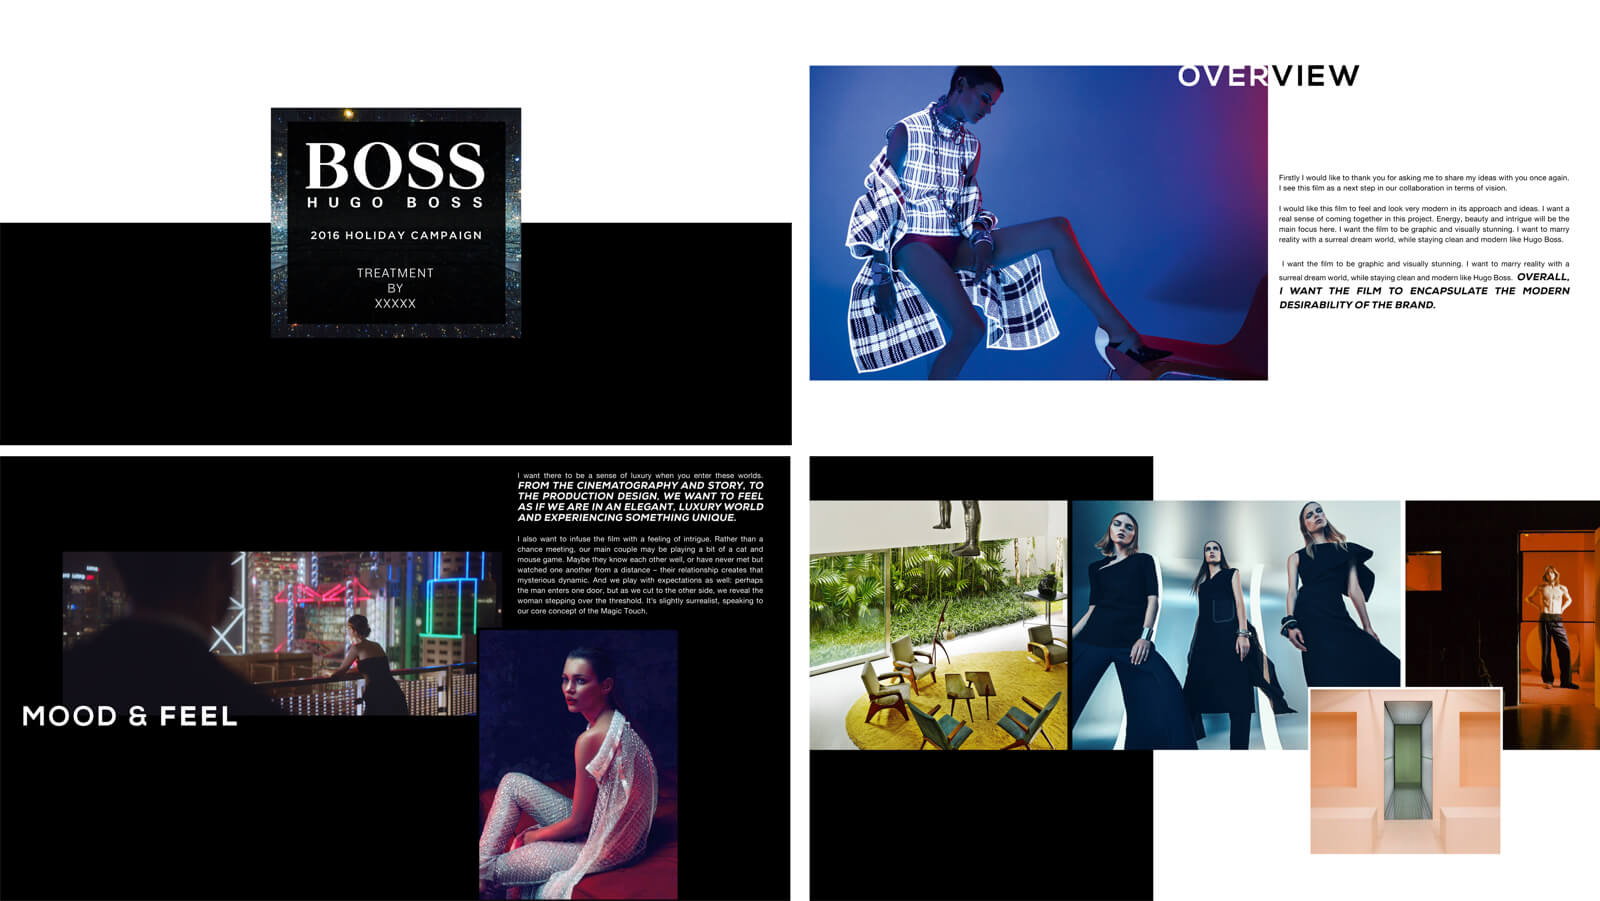 BOSS
HUGO BOSS
2016 HOLIDAY CAMPAIGN
TREATMENT
BY
XXXXX
OVERVIEW
Firstly I would like to thank you for asking me to share my ideas with you once again.
I see this film as a next step in our collaboration in terms of vision.
I would like this film to feel and look very modern in its approach and ideas. I want a
real sense of coming together in this project. Energy, beauty and intrigue will be the
main focus here. I want the film to be graphic and visually stunning. I want to marry
reality with a surreal dream world, while staying clean and modern like Hugo Boss.
I want the film to be graphic and visually stunning. I want to marry reality with a
surreal dream world, while staying clean and modern like Hugo Boss. OVERALL,
I WANT THE FILM TO ENCAPSULATE THE MODERN
DESIRABILITY OF THE BRAND.
I want there to be a sense of luxury when you enter these worlds.
FROM THE CINEMATOGRAPHY AND STORY, TO
THE PRODUCTION DESIGN. WE WANT TO FEEL
AS IF WE ARE IN AN ELEGANT, LUXURY WORLD
AND EXPERIENCING SOMETHING UNIQUE.
I also want to infuse the film with a feeling of intrigue. Rather than a
chance meeting, our main couple may be playing a bit of a cat and
mouse game. Maybe they know each other well, or have never met but
watched one another from a distance – their relationship creates that
mysterious dynamic. And we play with expectations as well: perhaps
the man enters one door, but as we cut to the other side, we reveal the
woman stepping over the threshold. It's slightly surrealist, speaking to
our core concept of the Magic Touch.
MOOD & FEEL